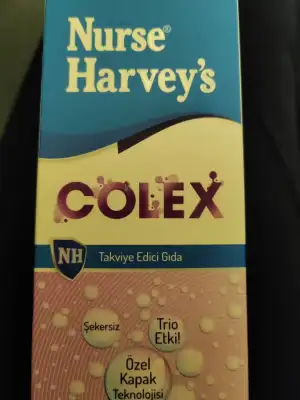 Nurse®
Harvey's
COLEX
NH
Takviye Edici Gıda
Şekersiz
Trio
Etki!
Özel
Kapak
Teknolojisi